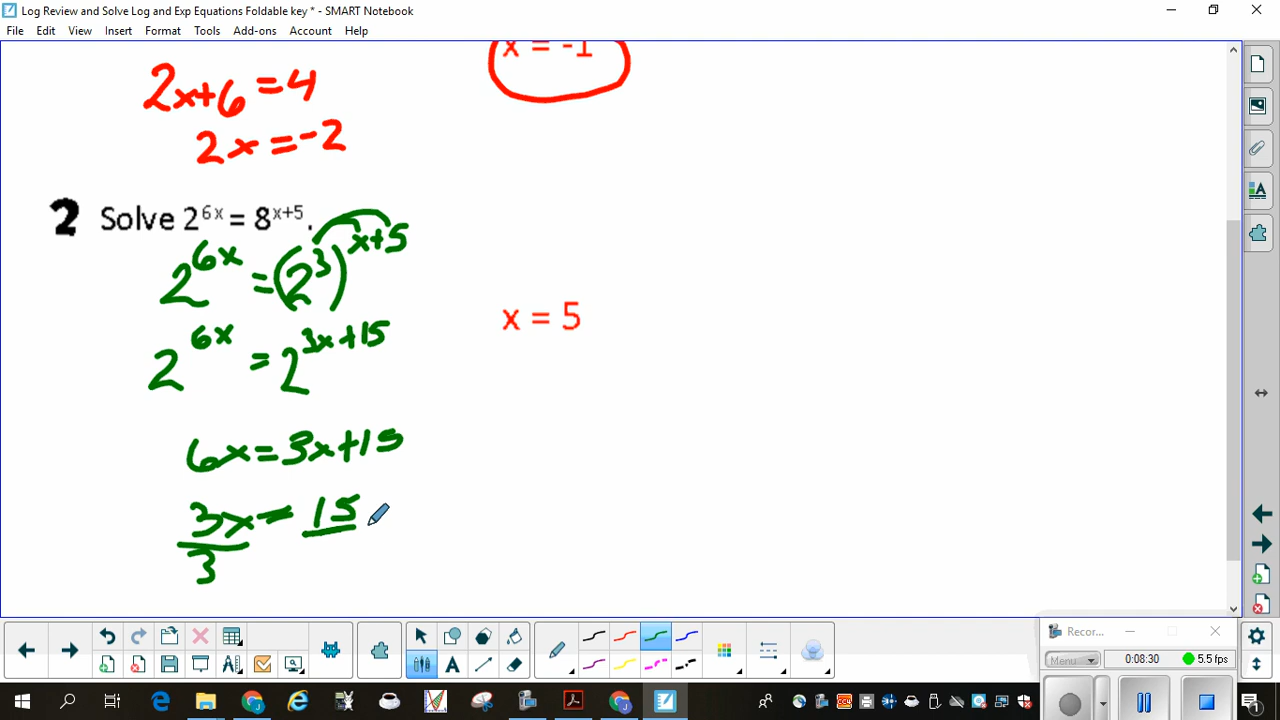 Log Review and Solve Log and Exp Equations Foldable key * - SMART Notebook
File Edit View Insert Format Tools Add-ons Account Help
x = -1
2x+6 = 4
2x = -2
2 Solve 2^6x = 8^x+5.
2^6x = (2^3)^x+5
2^6x = 2^3x+15
x = 5
6x = 3x+15
3x = 15
3
Recor...
Menu
0:08:30
5.5 fps